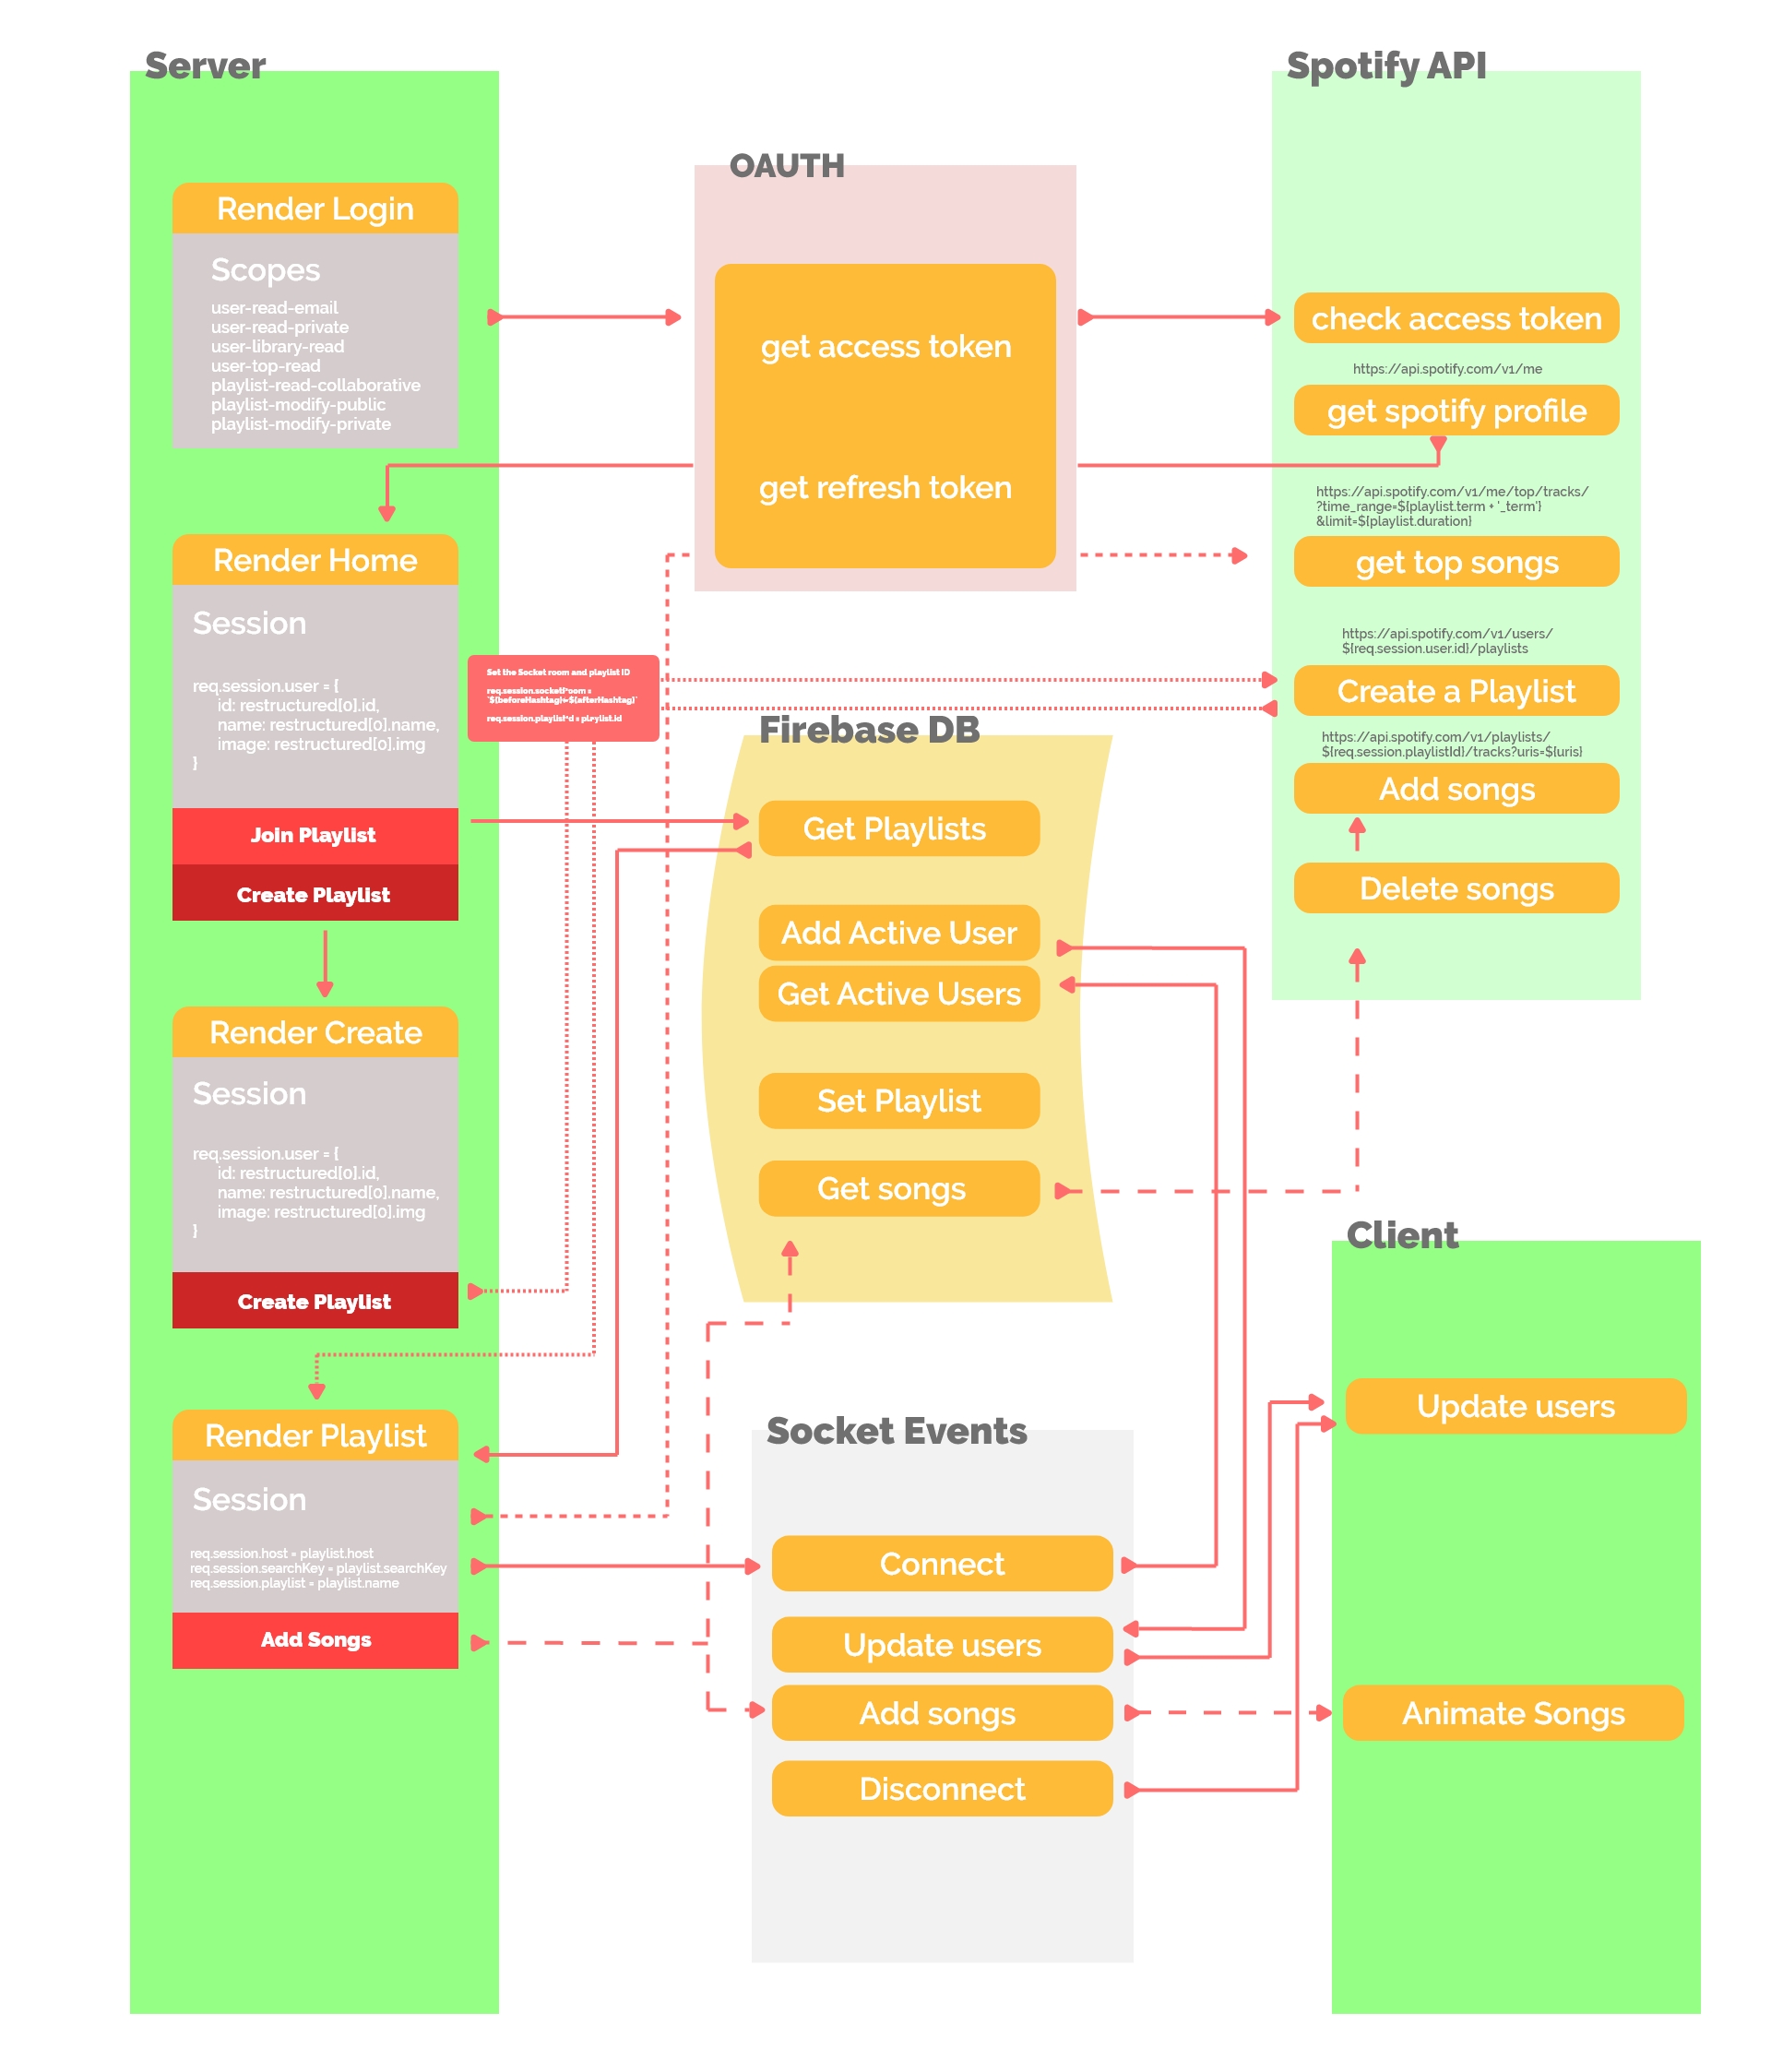 Server
Render Login
Scopes
user-read-email
user-read-private
user-library-read
user-top-read
playlist-read-collaborative
playlist-modify-public
playlist-modify-private
Render Home
Session
req.session.user = {
id: restructured[0].id,
name: restructured[0].name,
image: restructured[0].img
}
Join Playlist
Create Playlist
Render Create
Session
req.session.user = {
id: restructured[0].id,
name: restructured[0].name,
image: restructured[0].img
}
Create Playlist
Render Playlist
Session
req.session.host = playlist.host
req.session.searchKey = playlist.searchKey
req.session.playlist = playlist.name
Add Songs
Set the Socket room and playlist ID
req.session.socketRoom =
`${beforeHashtag}+${afterHashtag}`
req.session.playlistId = playlist.id
OAUTH
get access token
get refresh token
Firebase DB
Get Playlists
Add Active User
Get Active Users
Set Playlist
Get songs
Socket Events
Connect
Update users
Add songs
Disconnect
Spotify API
check access token
https://api.spotify.com/v1/me
get spotify profile
https://api.spotify.com/v1/me/top/tracks/
?time_range=${playlist.term + '_term'}
&limit=${playlist.duration}
get top songs
https://api.spotify.com/v1/users/
${req.session.user.id}/playlists
Create a Playlist
https://api.spotify.com/v1/playlists/
${req.session.playlistId}/tracks?uris=${uris}
Add songs
Delete songs
Client
Update users
Animate Songs